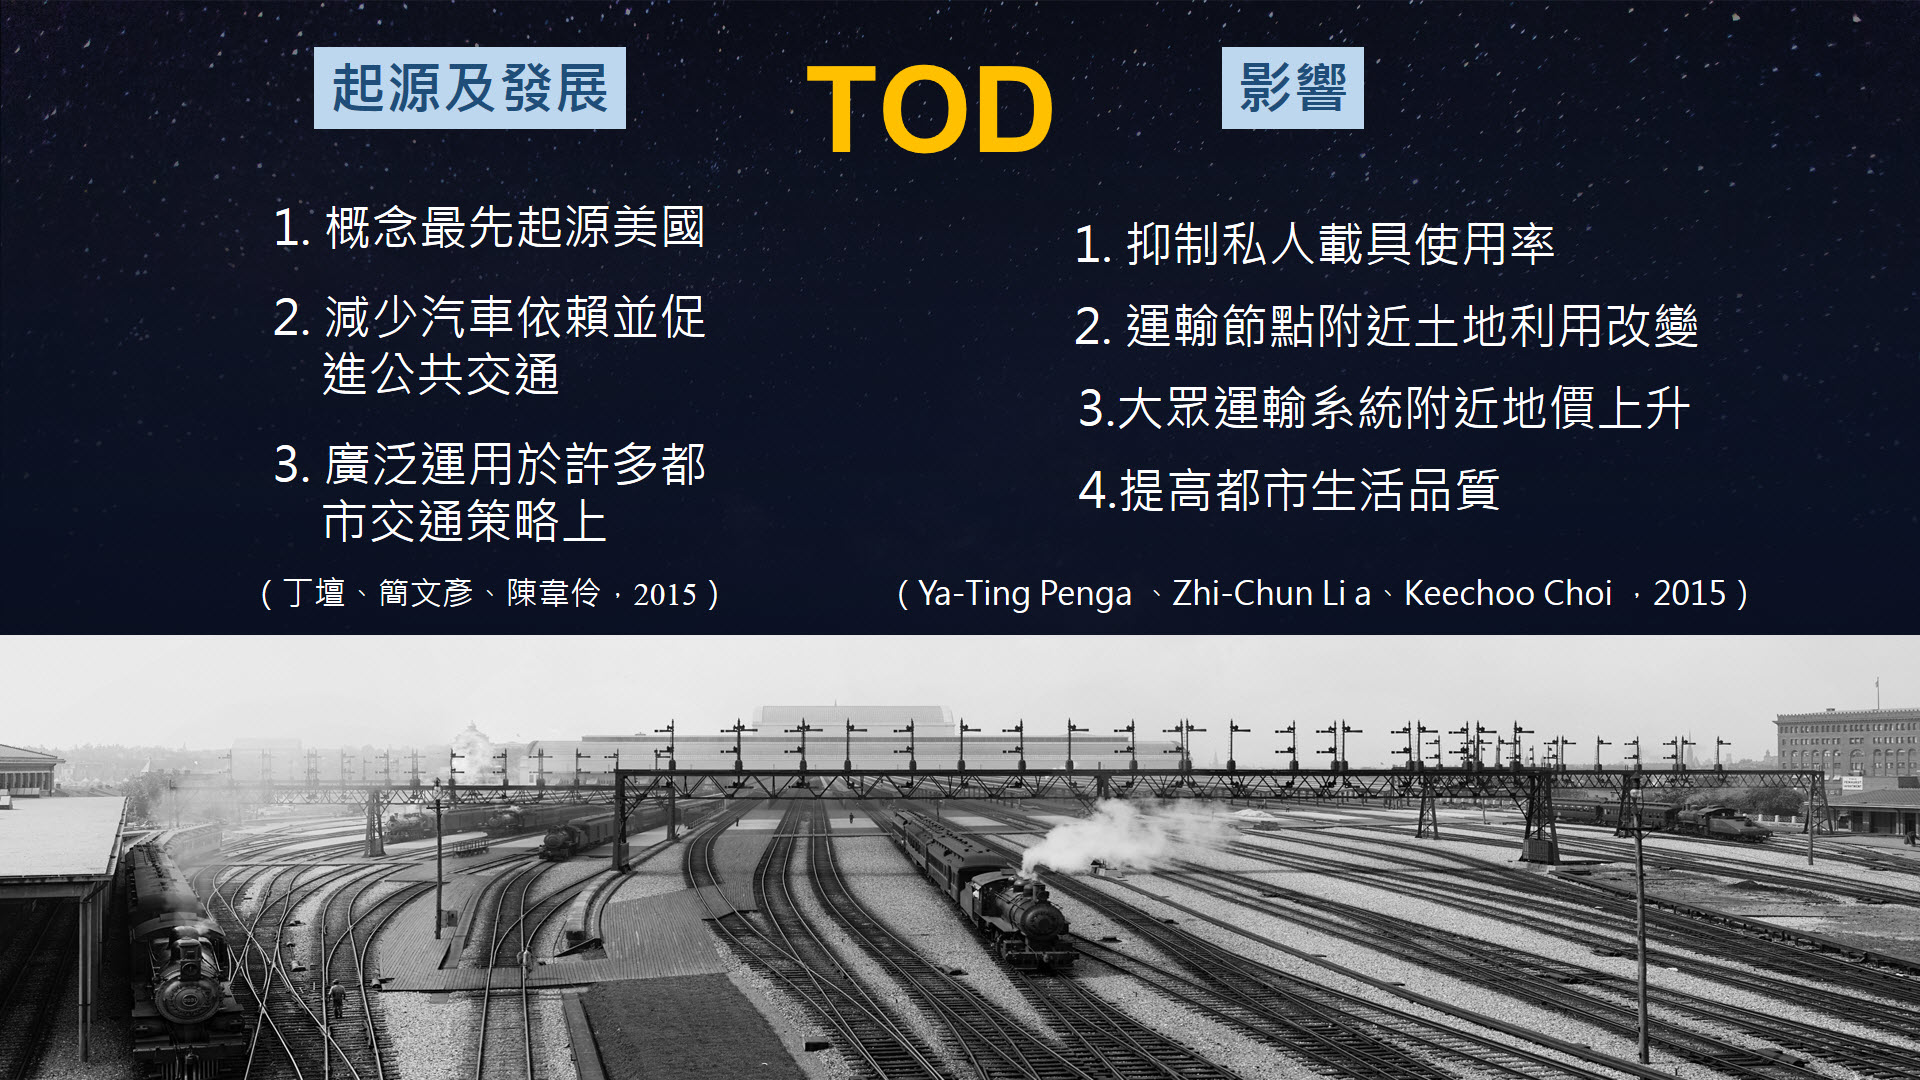 TOD
起源及發展
1. 概念最先起源美國
2. 減少汽車依賴並促
進公共交通
3. 廣泛運用於許多都
市交通策略上
（丁壇、簡文彥、陳韋伶，2015）
影響
1. 抑制私人載具使用率
2. 運輸節點附近土地利用改變
3.大眾運輸系統附近地價上升
4.提高都市生活品質
（Ya-Ting Penga 、Zhi-Chun Li a、Keechoo Choi ，2015）